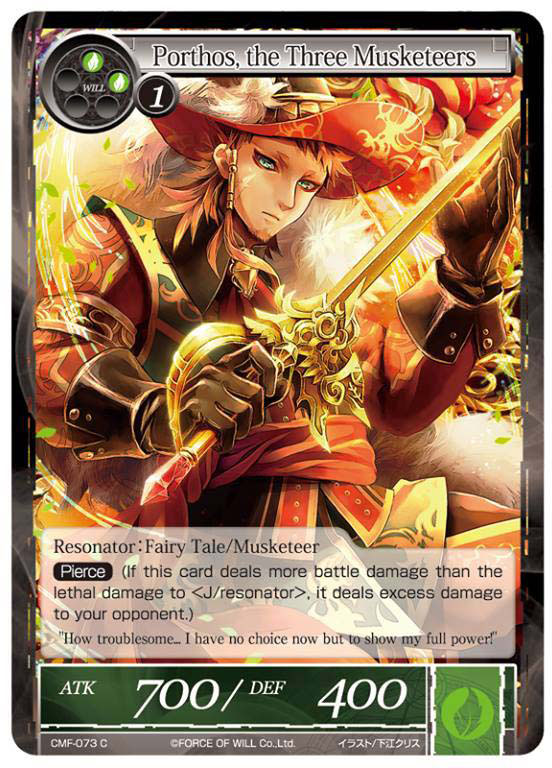 Porthos, the Three Musketeers
WILL
1
Resonator:Fairy Tale/Musketeer
Pierce (If this card deals more battle damage than the
lethal damage to <J/resonator>, it deals excess damage
to your opponent.)
"How troublesome... I have no choice now but to show my full power!"
ATK 700 / DEF 400
CMF-073 C ©FORCE OF WILL Co.,Ltd. イラスト/下江クリス